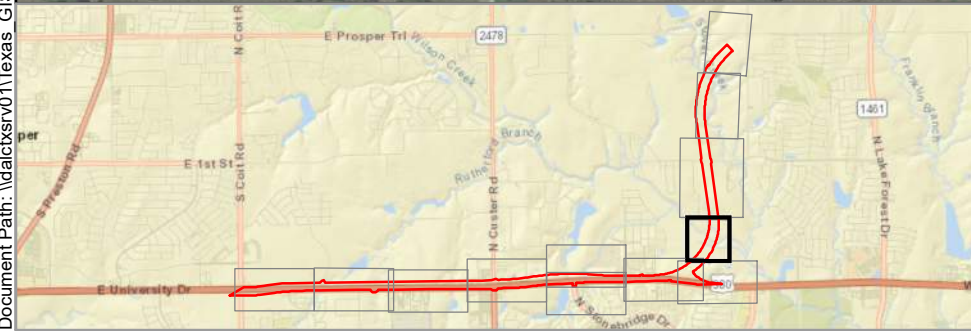 Document Path: \\dalctxsrv01\Texas_GI
N Coit R
E Prosper Trl
2478
Wilson Creek
1461
Franklin Branch
per
Rutherford Branch
E 1st St
S Preston Rd
S Coit Rd
N Custer Rd
N Lake Forest Dr
E University Dr
380
W
N Stonebridge Dr